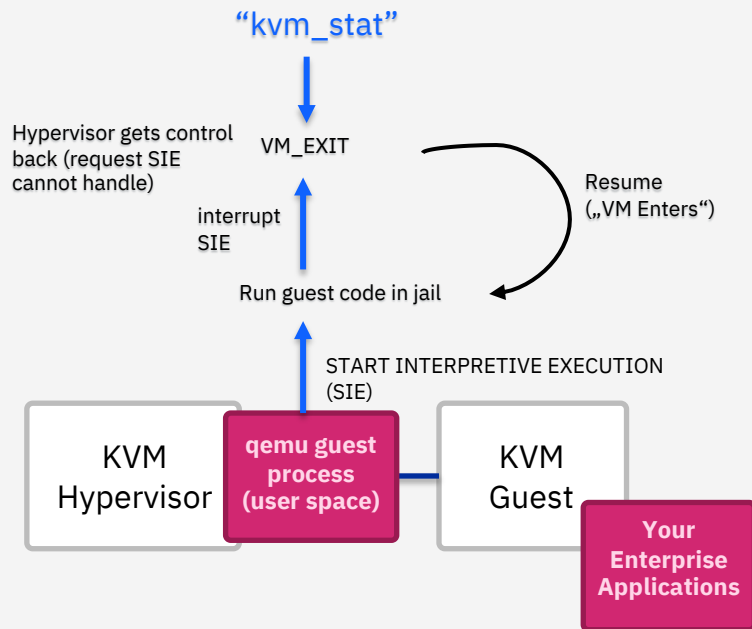 “kvm_stat”
Hypervisor gets control
back (request SIE
cannot handle)
VM_EXIT
Resume
(„VM Enters“)
interrupt
SIE
Run guest code in jail
START INTERPRETIVE EXECUTION
(SIE)
KVM
Hypervisor
qemu guest
process
(user space)
KVM
Guest
Your
Enterprise
Applications